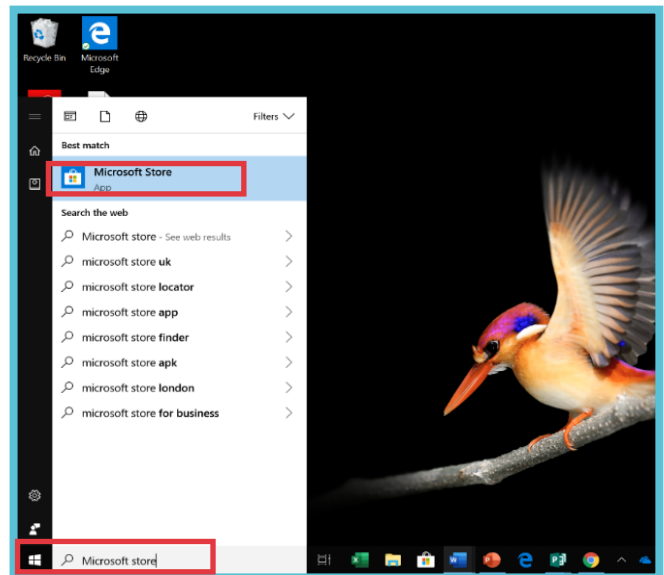 Recycle Bin
Microsoft
Edge
Filters
Best match
Microsoft Store
App
Search the web
Microsoft store - See web results
microsoft store uk
microsoft store locator
microsoft store app
microsoft store finder
microsoft store apk
microsoft store london
microsoft store for business
Microsoft store